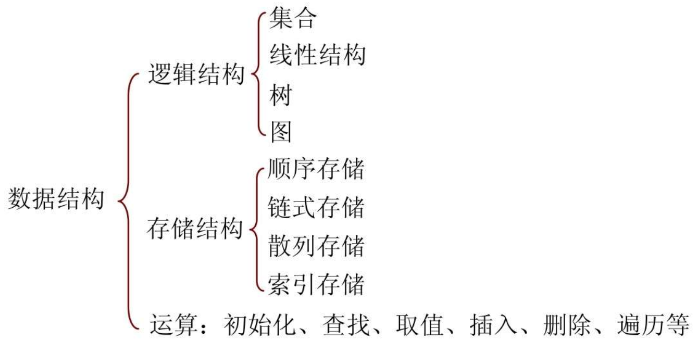 数据结构
逻辑结构
集合
线性结构
树
图
存储结构
顺序存储
链式存储
散列存储
索引存储
运算：初始化、查找、取值、插入、删除、遍历等